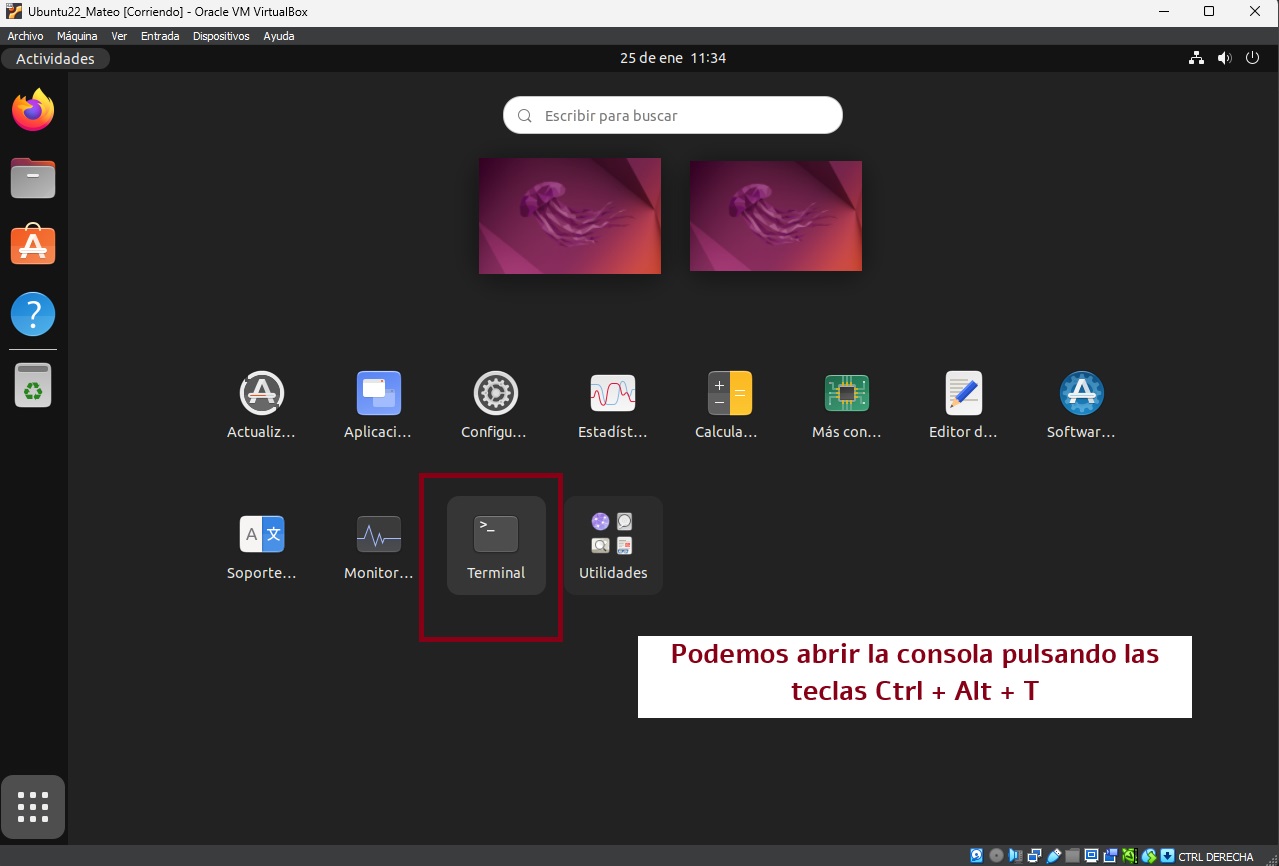 Ubuntu22_Mateo [Corriendo] - Oracle VM VirtualBox
Archivo Máquina Ver Entrada Dispositivos Ayuda
Actividades 25 de ene 11:34
Escribir para buscar
Actualiz... Aplicaci... Configu... Estadíst... Calcula... Más con... Editor d... Softwar...
Soporte... Monitor... Terminal Utilidades
Podemos abrir la consola pulsando las
teclas Ctrl + Alt + T
CTRL DERECHA